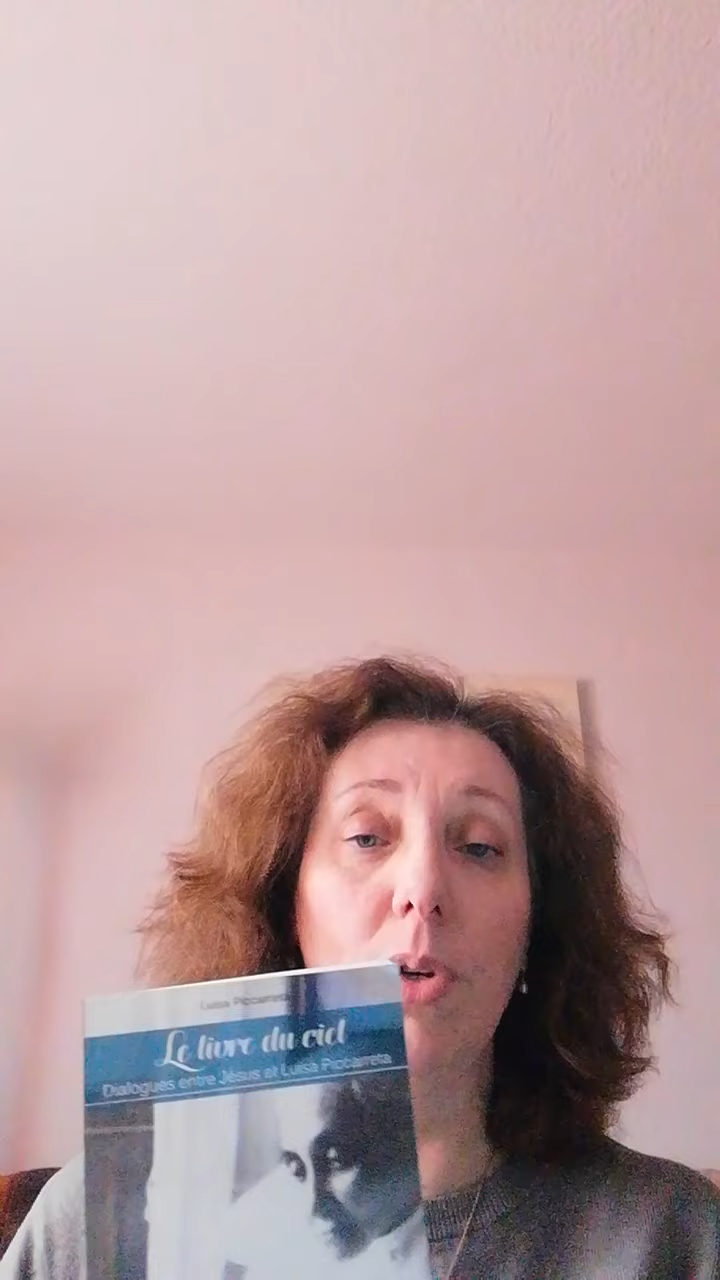 Luisa Piccarreta
Le livre du ciel
Dialogues entre Jésus et Luisa Piccarreta